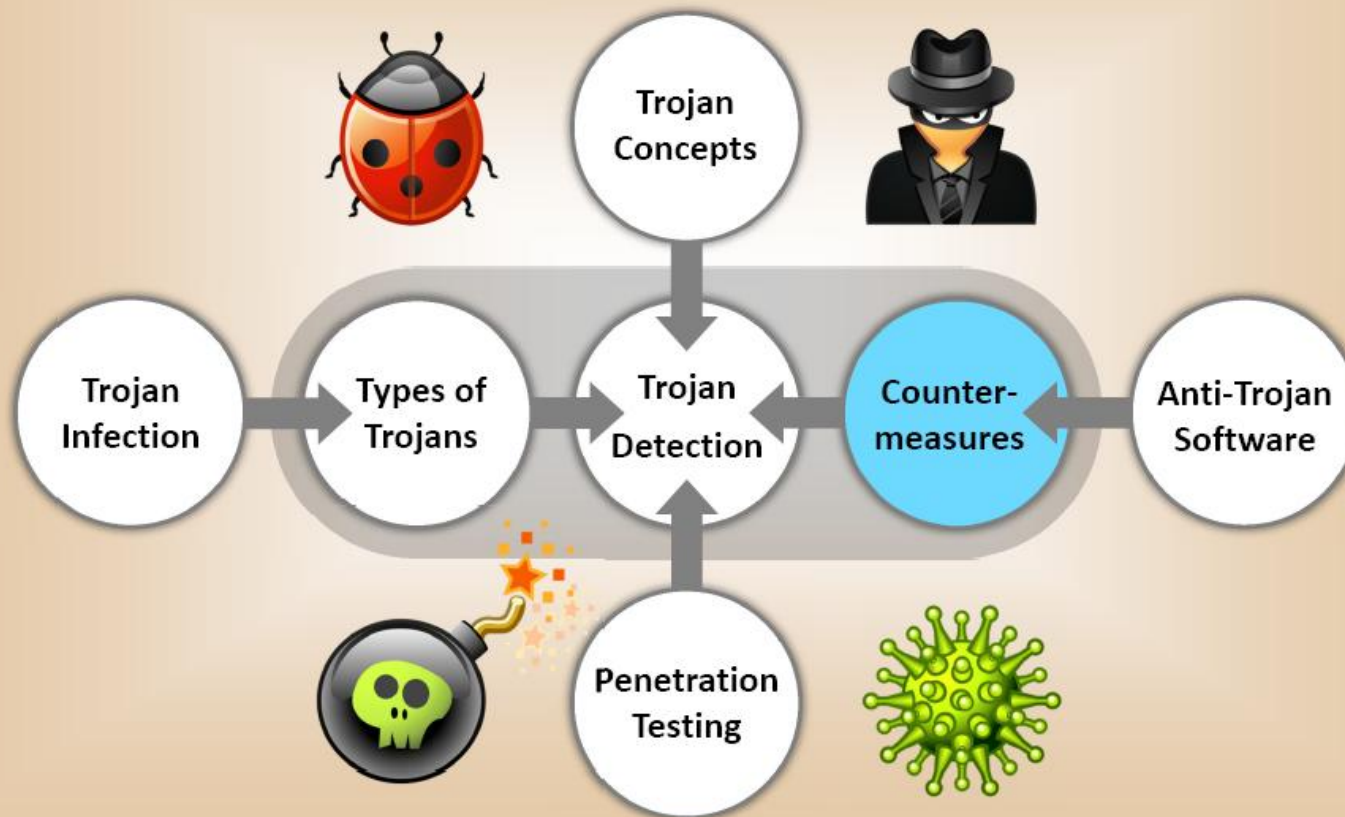 Trojan
Concepts
Trojan
Infection
Types of
Trojans
Trojan
Detection
Counter-
measures
Anti-Trojan
Software
Penetration
Testing